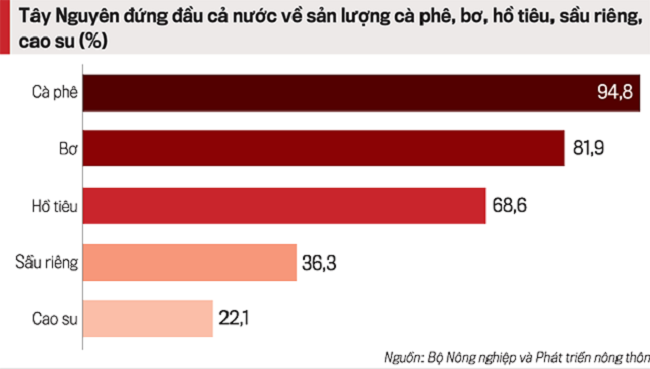 Tây Nguyên đứng đầu cả nước về sản lượng cà phê, bơ, hồ tiêu, sầu riêng,
cao su (%)
Cà phê 94,8
Bơ 81,9
Hồ tiêu 68,6
Sầu riêng 36,3
Cao su 22,1
Nguồn: Bộ Nông nghiệp và Phát triển nông thôn